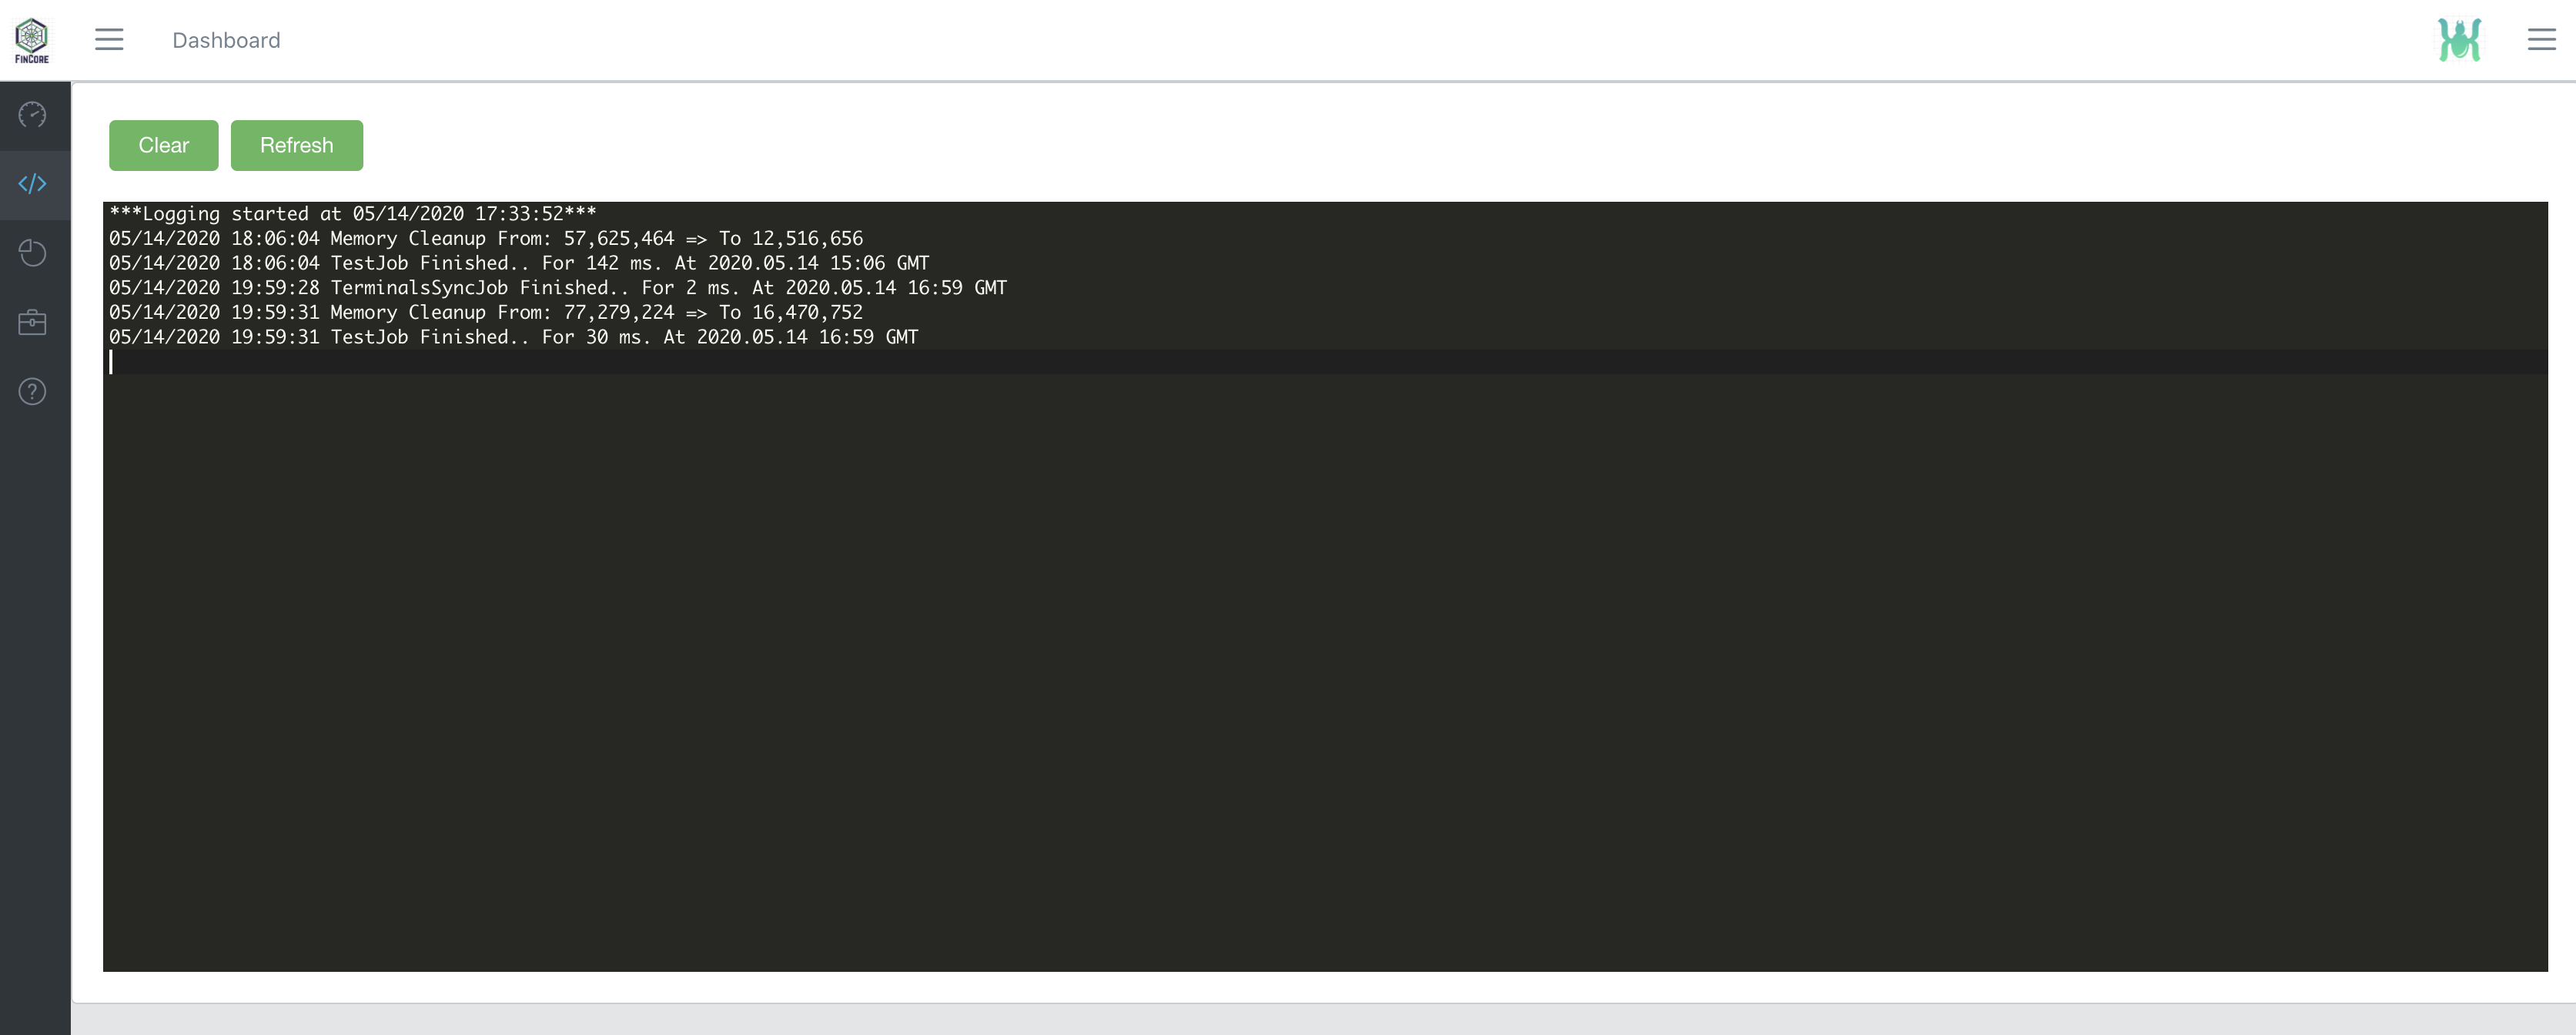 FINCORE
Dashboard
Clear
Refresh
***Logging started at 05/14/2020 17:33:52***
05/14/2020 18:06:04 Memory Cleanup From: 57,625,464 => To 12,516,656
05/14/2020 18:06:04 TestJob Finished.. For 142 ms. At 2020.05.14 15:06 GMT
05/14/2020 19:59:28 TerminalsSyncJob Finished.. For 2 ms. At 2020.05.14 16:59 GMT
05/14/2020 19:59:31 Memory Cleanup From: 77,279,224 => To 16,470,752
05/14/2020 19:59:31 TestJob Finished.. For 30 ms. At 2020.05.14 16:59 GMT